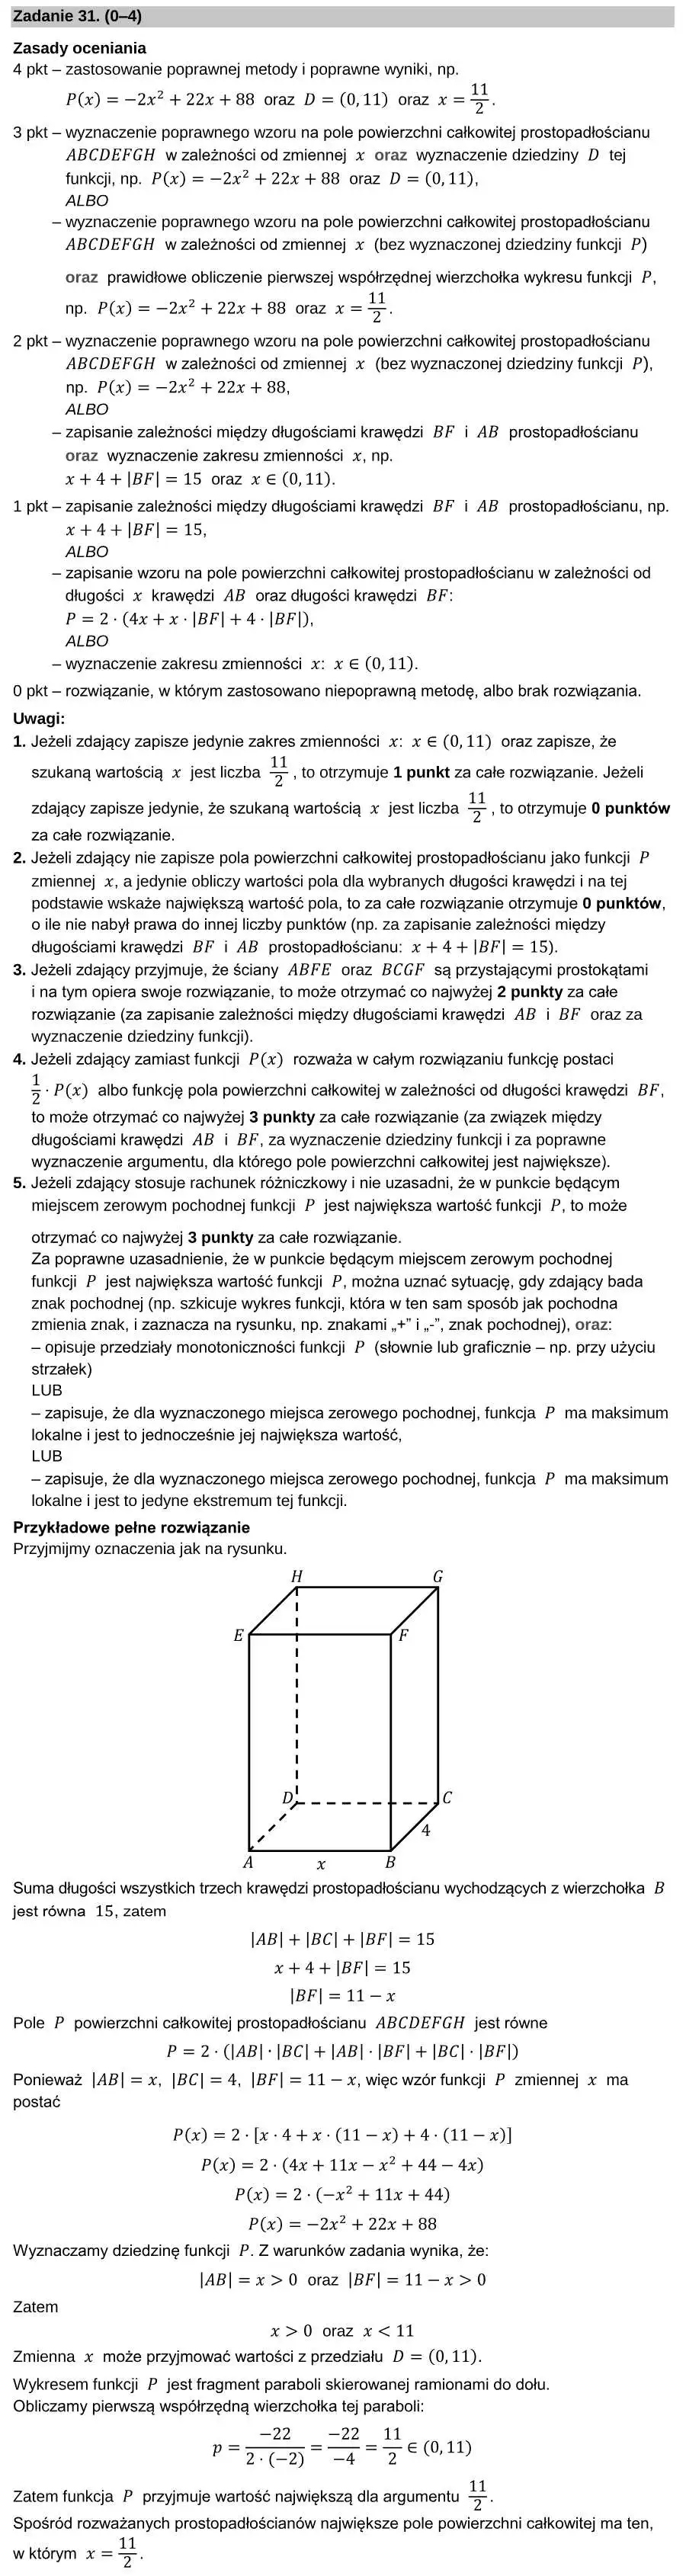 Zadanie 31. (0–4)
Zasady oceniania
4 pkt – zastosowanie poprawnej metody i poprawne wyniki, np.
P(x) = −2x² + 22x + 88 oraz D = (0, 11) oraz x = 11/2.
3 pkt – wyznaczenie poprawnego wzoru na pole powierzchni całkowitej prostopadłościanu
ABCDEFGH w zależności od zmiennej x oraz wyznaczenie dziedziny D tej
funkcji, np. P(x) = −2x² + 22x + 88 oraz D = (0, 11),
ALBO
– wyznaczenie poprawnego wzoru na pole powierzchni całkowitej prostopadłościanu
ABCDEFGH w zależności od zmiennej x (bez wyznaczonej dziedziny funkcji P)
oraz prawidłowe obliczenie pierwszej współrzędnej wierzchołka wykresu funkcji P,
np. P(x) = −2x² + 22x + 88 oraz x = 11/2.
2 pkt – wyznaczenie poprawnego wzoru na pole powierzchni całkowitej prostopadłościanu
ABCDEFGH w zależności od zmiennej x (bez wyznaczonej dziedziny funkcji P),
np. P(x) = −2x² + 22x + 88,
ALBO
– zapisanie zależności między długościami krawędzi BF i AB prostopadłościanu
oraz wyznaczenie zakresu zmienności x, np.
x + 4 + |BF| = 15 oraz x ∈ (0, 11).
1 pkt – zapisanie zależności między długościami krawędzi BF i AB prostopadłościanu, np.
x + 4 + |BF| = 15,
ALBO
– zapisanie wzoru na pole powierzchni całkowitej prostopadłościanu w zależności od
długości x krawędzi AB oraz długości krawędzi BF:
P = 2 · (4x + x · |BF| + 4 · |BF|),
ALBO
– wyznaczenie zakresu zmienności x: x ∈ (0, 11).
0 pkt – rozwiązanie, w którym zastosowano niepoprawną metodę, albo brak rozwiązania.
Uwagi:
1. Jeżeli zdający zapisze jedynie zakres zmienności x: x ∈ (0, 11) oraz zapisze, że
szukaną wartością x jest liczba 11/2, to otrzymuje 1 punkt za całe rozwiązanie. Jeżeli
zdający zapisze jedynie, że szukaną wartością x jest liczba 11/2, to otrzymuje 0 punktów
za całe rozwiązanie.
2. Jeżeli zdający nie zapisze pola powierzchni całkowitej prostopadłościanu jako funkcji P
zmiennej x, a jedynie obliczy wartości pola dla wybranych długości krawędzi i na tej
podstawie wskaże największą wartość pola, to za całe rozwiązanie otrzymuje 0 punktów,
o ile nie nabył prawa do innej liczby punktów (np. za zapisanie zależności między
długościami krawędzi BF i AB prostopadłościanu: x + 4 + |BF| = 15).
3. Jeżeli zdający przyjmuje, że ściany ABFE oraz BCGF są przystającymi prostokątami
i na tym opiera swoje rozwiązanie, to może otrzymać co najwyżej 2 punkty za całe
rozwiązanie (za zapisanie zależności między długościami krawędzi AB i BF oraz za
wyznaczenie dziedziny funkcji).
4. Jeżeli zdający zamiast funkcji P(x) rozważa w całym rozwiązaniu funkcję postaci
1/2 · P(x) albo funkcję pola powierzchni całkowitej w zależności od długości krawędzi BF,
to może otrzymać co najwyżej 3 punkty za całe rozwiązanie (za związek między
długościami krawędzi AB i BF, za wyznaczenie dziedziny funkcji i za poprawne
wyznaczenie argumentu, dla którego pole powierzchni całkowitej jest największe).
5. Jeżeli zdający stosuje rachunek różniczkowy i nie uzasadni, że w punkcie będącym
miejscem zerowym pochodnej funkcji P jest największa wartość funkcji P, to może
otrzymać co najwyżej 3 punkty za całe rozwiązanie.
Za poprawne uzasadnienie, że w punkcie będącym miejscem zerowym pochodnej
funkcji P jest największa wartość funkcji P, można uznać sytuację, gdy zdający bada
znak pochodnej (np. szkicuje wykres funkcji, która w ten sam sposób jak pochodna
zmienia znak, i zaznacza na rysunku, np. znakami „+” i „-”, znak pochodnej), oraz:
– opisuje przedziały monotoniczności funkcji P (słownie lub graficznie – np. przy użyciu
strzałek)
LUB
– zapisuje, że dla wyznaczonego miejsca zerowego pochodnej, funkcja P ma maksimum
lokalne i jest to jednocześnie jej największa wartość,
LUB
– zapisuje, że dla wyznaczonego miejsca zerowego pochodnej, funkcja P ma maksimum
lokalne i jest to jedyne ekstremum tej funkcji.
Przykładowe pełne rozwiązanie
Przyjmijmy oznaczenia jak na rysunku.
H G
E F
D C
4
A x B
Suma długości wszystkich trzech krawędzi prostopadłościanu wychodzących z wierzchołka B
jest równa 15, zatem
|AB| + |BC| + |BF| = 15
x + 4 + |BF| = 15
|BF| = 11 − x
Pole P powierzchni całkowitej prostopadłościanu ABCDEFGH jest równe
P = 2 · (|AB| · |BC| + |AB| · |BF| + |BC| · |BF|)
Ponieważ |AB| = x, |BC| = 4, |BF| = 11 − x, więc wzór funkcji P zmiennej x ma
postać
P(x) = 2 · [x · 4 + x · (11 − x) + 4 · (11 − x)]
P(x) = 2 · (4x + 11x − x² + 44 − 4x)
P(x) = 2 · (−x² + 11x + 44)
P(x) = −2x² + 22x + 88
Wyznaczamy dziedzinę funkcji P. Z warunków zadania wynika, że:
|AB| = x > 0 oraz |BF| = 11 − x > 0
Zatem
x > 0 oraz x < 11
Zmienna x może przyjmować wartości z przedziału D = (0, 11).
Wykresem funkcji P jest fragment paraboli skierowanej ramionami do dołu.
Obliczamy pierwszą współrzędną wierzchołka tej paraboli:
p = −22/(2 · (−2)) = −22/−4 = 11/2 ∈ (0, 11)
Zatem funkcja P przyjmuje wartość największą dla argumentu 11/2.
Spośród rozważanych prostopadłościanów największe pole powierzchni całkowitej ma ten,
w którym x = 11/2.